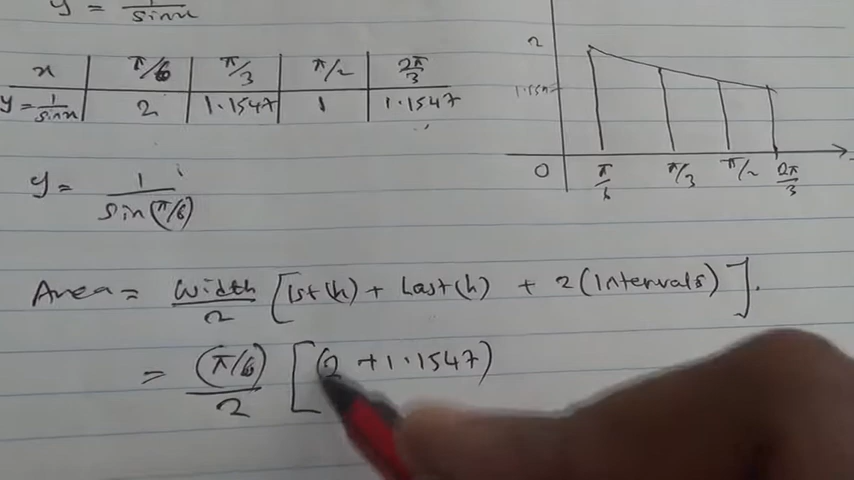 y = 1/sinx
x | π/6 | π/3 | π/2 | 2π/3
y = 1/sinx | 2 | 1.1547 | 1 | 1.1547
2
0 π/6 π/3 π/2 2π/3
y = 1/sin(π/6)
Area = Width/2 [1st(h) + Last(h) + 2(Intervals)].
= (π/6)/2 [(2 + 1.1547)